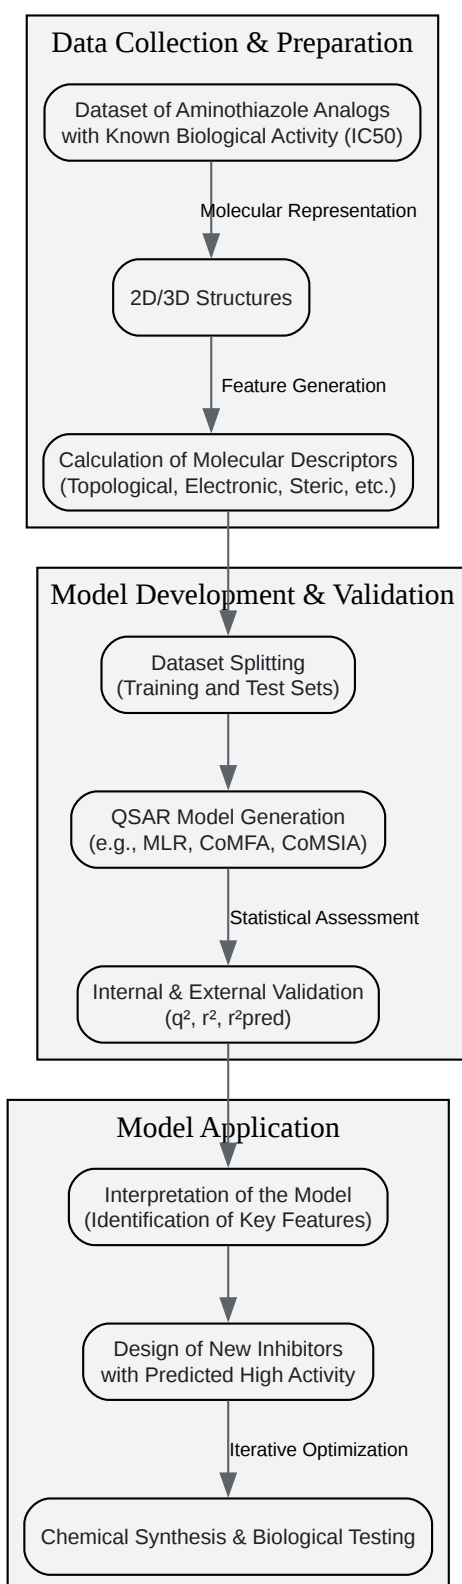 Data Collection & Preparation
Dataset of Aminothiazole Analogs
with Known Biological Activity (IC50)
Molecular Representation
2D/3D Structures
Feature Generation
Calculation of Molecular Descriptors
(Topological, Electronic, Steric, etc.)
Model Development & Validation
Dataset Splitting
(Training and Test Sets)
QSAR Model Generation
(e.g., MLR, CoMFA, CoMSIA)
Statistical Assessment
Internal & External Validation
(q², r², r²pred)
Model Application
Interpretation of the Model
(Identification of Key Features)
Design of New Inhibitors
with Predicted High Activity
Iterative Optimization
Chemical Synthesis & Biological Testing